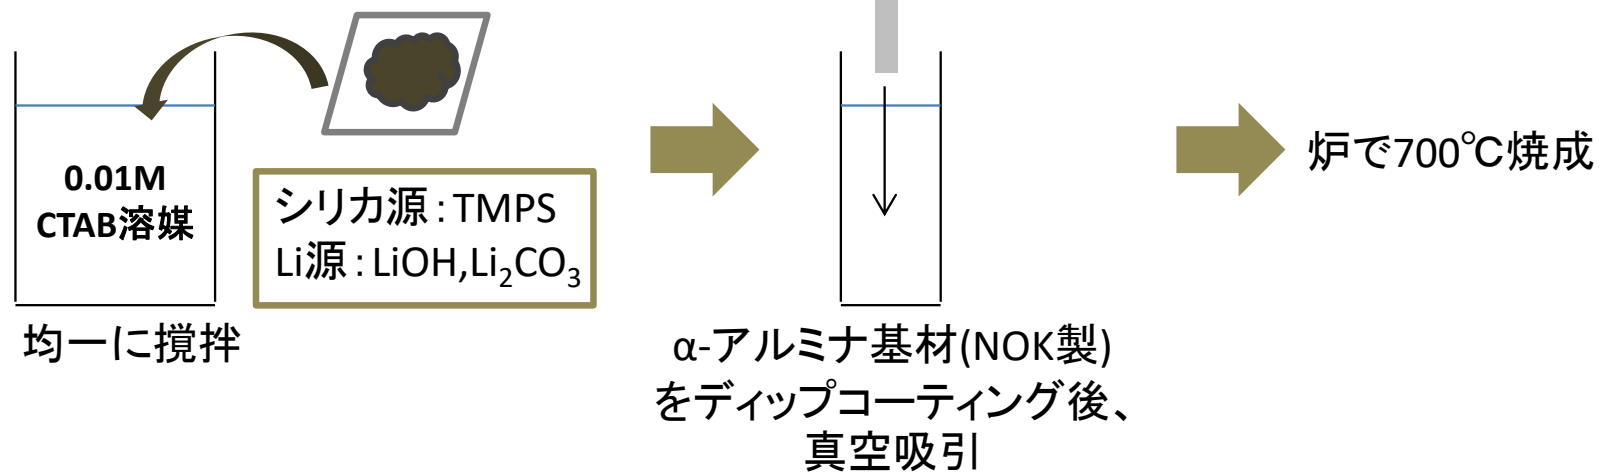 0.01M
CTAB溶媒
均一に撹拌
シリカ源：TMPS
Li源：LiOH,Li₂CO₃
α-アルミナ基材(NOK製)
をディップコーティング後、
真空吸引
炉で700℃焼成